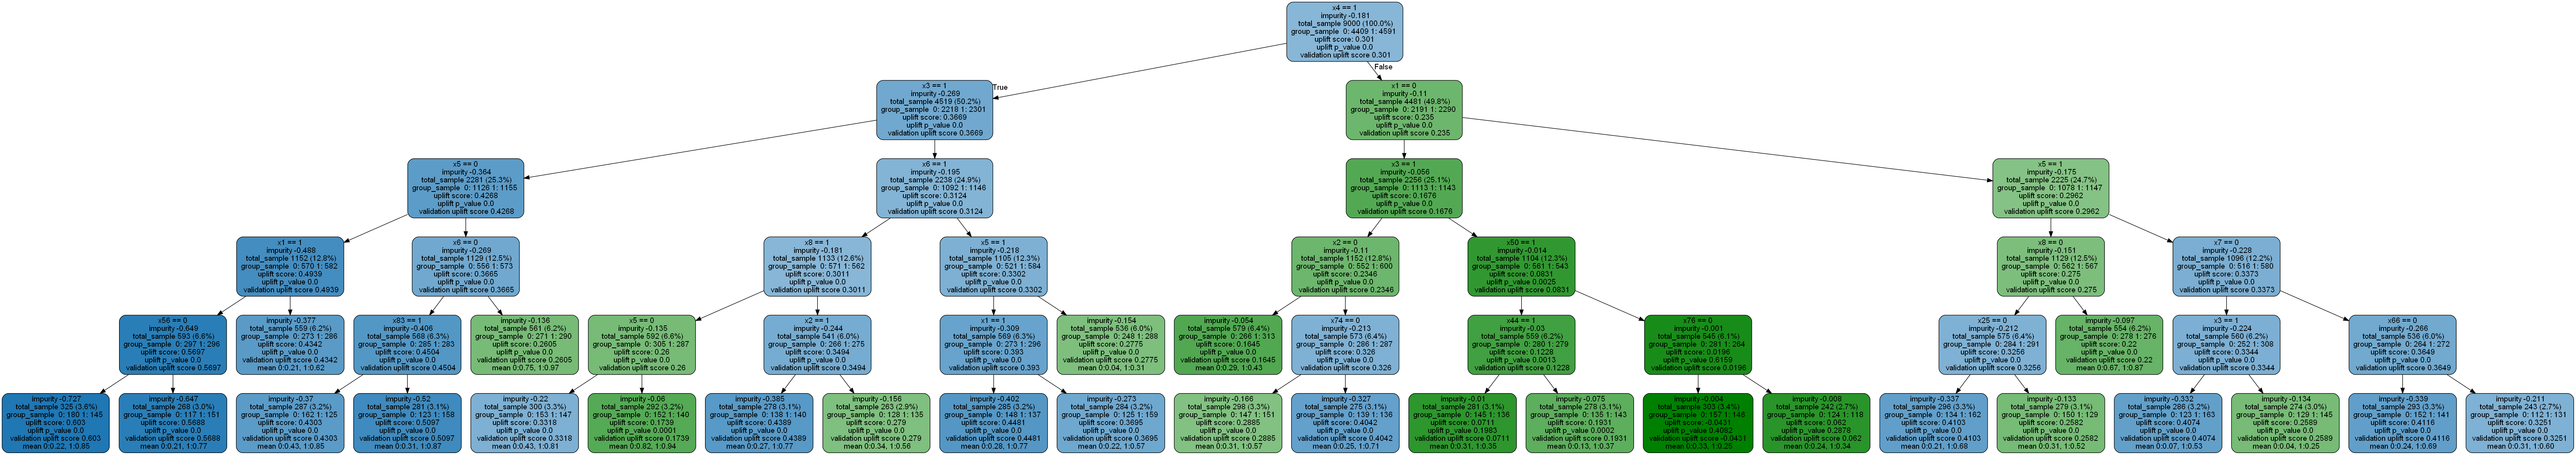 x4 == 1
impurity -0.181
total_sample 9000 (100.0%)
group_sample 0: 4409 1: 4591
uplift score: 0.301
uplift p_value 0.0
validation uplift score 0.301
True
False
x3 == 1
impurity -0.269
total_sample 4519 (50.2%)
group_sample 0: 2218 1: 2301
uplift score: 0.3669
uplift p_value 0.0
validation uplift score 0.3669
x1 == 0
impurity -0.11
total_sample 4481 (49.8%)
group_sample 0: 2191 1: 2290
uplift score: 0.235
uplift p_value 0.0
validation uplift score 0.235
x5 == 0
impurity -0.364
total_sample 2281 (25.3%)
group_sample 0: 1126 1: 1155
uplift score: 0.4268
uplift p_value 0.0
validation uplift score 0.4268
x6 == 1
impurity -0.195
total_sample 2238 (24.9%)
group_sample 0: 1092 1: 1146
uplift score: 0.3124
uplift p_value 0.0
validation uplift score 0.3124
x3 == 1
impurity -0.056
total_sample 2256 (25.1%)
group_sample 0: 1113 1: 1143
uplift score: 0.1676
uplift p_value 0.0
validation uplift score 0.1676
x5 == 1
impurity -0.175
total_sample 2225 (24.7%)
group_sample 0: 1078 1: 1147
uplift score: 0.2962
uplift p_value 0.0
validation uplift score 0.2962
x1 == 1
impurity -0.488
total_sample 1152 (12.8%)
group_sample 0: 570 1: 582
uplift score: 0.4939
uplift p_value 0.0
validation uplift score 0.4939
x6 == 0
impurity -0.269
total_sample 1129 (12.5%)
group_sample 0: 556 1: 573
uplift score: 0.3665
uplift p_value 0.0
validation uplift score 0.3665
x8 == 1
impurity -0.181
total_sample 1133 (12.6%)
group_sample 0: 571 1: 562
uplift score: 0.3011
uplift p_value 0.0
validation uplift score 0.3011
x5 == 1
impurity -0.218
total_sample 1105 (12.3%)
group_sample 0: 521 1: 584
uplift score: 0.3302
uplift p_value 0.0
validation uplift score 0.3302
x2 == 0
impurity -0.11
total_sample 1152 (12.8%)
group_sample 0: 552 1: 600
uplift score: 0.2346
uplift p_value 0.0
validation uplift score 0.2346
x50 == 1
impurity -0.014
total_sample 1104 (12.3%)
group_sample 0: 561 1: 543
uplift score: 0.0831
uplift p_value 0.0025
validation uplift score 0.0831
x8 == 0
impurity -0.151
total_sample 1129 (12.5%)
group_sample 0: 562 1: 567
uplift score: 0.275
uplift p_value 0.0
validation uplift score 0.275
x7 == 0
impurity -0.228
total_sample 1096 (12.2%)
group_sample 0: 516 1: 580
uplift score: 0.3373
uplift p_value 0.0
validation uplift score 0.3373
x56 == 0
impurity -0.649
total_sample 593 (6.6%)
group_sample 0: 297 1: 296
uplift score: 0.5697
uplift p_value 0.0
validation uplift score 0.5697
impurity -0.377
total_sample 559 (6.2%)
group_sample 0: 273 1: 286
uplift score: 0.4342
uplift p_value 0.0
validation uplift score 0.4342
mean 0:0.21, 1:0.62
x83 == 1
impurity -0.406
total_sample 568 (6.3%)
group_sample 0: 285 1: 283
uplift score: 0.4504
uplift p_value 0.0
validation uplift score 0.4504
impurity -0.136
total_sample 561 (6.2%)
group_sample 0: 271 1: 290
uplift score: 0.2605
uplift p_value 0.0
validation uplift score 0.2605
mean 0:0.75, 1:0.97
x5 == 0
impurity -0.135
total_sample 592 (6.6%)
group_sample 0: 305 1: 287
uplift score: 0.26
uplift p_value 0.0
validation uplift score 0.26
x2 == 1
impurity -0.244
total_sample 541 (6.0%)
group_sample 0: 266 1: 275
uplift score: 0.3494
uplift p_value 0.0
validation uplift score 0.3494
x1 == 1
impurity -0.309
total_sample 569 (6.3%)
group_sample 0: 273 1: 296
uplift score: 0.393
uplift p_value 0.0
validation uplift score 0.393
impurity -0.154
total_sample 536 (6.0%)
group_sample 0: 248 1: 288
uplift score: 0.2775
uplift p_value 0.0
validation uplift score 0.2775
mean 0:0.04, 1:0.31
impurity -0.054
total_sample 579 (6.4%)
group_sample 0: 266 1: 313
uplift score: 0.1645
uplift p_value 0.0
validation uplift score 0.1645
mean 0:0.29, 1:0.43
x74 == 0
impurity -0.213
total_sample 573 (6.4%)
group_sample 0: 286 1: 287
uplift score: 0.326
uplift p_value 0.0
validation uplift score 0.326
x44 == 1
impurity -0.03
total_sample 559 (6.2%)
group_sample 0: 280 1: 279
uplift score: 0.1228
uplift p_value 0.0013
validation uplift score 0.1228
x76 == 0
impurity -0.001
total_sample 545 (6.1%)
group_sample 0: 281 1: 264
uplift score: 0.0196
uplift p_value 0.6159
validation uplift score 0.0196
x25 == 0
impurity -0.212
total_sample 575 (6.4%)
group_sample 0: 284 1: 291
uplift score: 0.3256
uplift p_value 0.0
validation uplift score 0.3256
impurity -0.097
total_sample 554 (6.2%)
group_sample 0: 278 1: 276
uplift score: 0.22
uplift p_value 0.0
validation uplift score 0.22
mean 0:0.67, 1:0.87
x3 == 1
impurity -0.224
total_sample 560 (6.2%)
group_sample 0: 252 1: 308
uplift score: 0.3344
uplift p_value 0.0
validation uplift score 0.3344
x66 == 0
impurity -0.266
total_sample 536 (6.0%)
group_sample 0: 264 1: 272
uplift score: 0.3649
uplift p_value 0.0
validation uplift score 0.3649
impurity -0.727
total_sample 325 (3.6%)
group_sample 0: 180 1: 145
uplift score: 0.603
uplift p_value 0.0
validation uplift score 0.603
mean 0:0.22, 1:0.85
impurity -0.647
total_sample 268 (3.0%)
group_sample 0: 117 1: 151
uplift score: 0.5688
uplift p_value 0.0
validation uplift score 0.5688
mean 0:0.21, 1:0.77
impurity -0.37
total_sample 287 (3.2%)
group_sample 0: 162 1: 125
uplift score: 0.4303
uplift p_value 0.0
validation uplift score 0.4303
mean 0:0.43, 1:0.85
impurity -0.52
total_sample 281 (3.1%)
group_sample 0: 123 1: 158
uplift score: 0.5097
uplift p_value 0.0
validation uplift score 0.5097
mean 0:0.31, 1:0.87
impurity -0.22
total_sample 300 (3.3%)
group_sample 0: 153 1: 147
uplift score: 0.3318
uplift p_value 0.0
validation uplift score 0.3318
mean 0:0.43, 1:0.81
impurity -0.06
total_sample 292 (3.2%)
group_sample 0: 152 1: 140
uplift score: 0.1739
uplift p_value 0.0001
validation uplift score 0.1739
mean 0:0.82, 1:0.94
impurity -0.385
total_sample 278 (3.1%)
group_sample 0: 138 1: 140
uplift score: 0.4389
uplift p_value 0.0
validation uplift score 0.4389
mean 0:0.27, 1:0.77
impurity -0.156
total_sample 263 (2.9%)
group_sample 0: 128 1: 135
uplift score: 0.279
uplift p_value 0.0
validation uplift score 0.279
mean 0:0.34, 1:0.56
impurity -0.402
total_sample 285 (3.2%)
group_sample 0: 148 1: 137
uplift score: 0.4481
uplift p_value 0.0
validation uplift score 0.4481
mean 0:0.28, 1:0.77
impurity -0.273
total_sample 284 (3.2%)
group_sample 0: 125 1: 159
uplift score: 0.3695
uplift p_value 0.0
validation uplift score 0.3695
mean 0:0.22, 1:0.57
impurity -0.166
total_sample 298 (3.3%)
group_sample 0: 147 1: 151
uplift score: 0.2885
uplift p_value 0.0
validation uplift score 0.2885
mean 0:0.31, 1:0.57
impurity -0.327
total_sample 275 (3.1%)
group_sample 0: 139 1: 136
uplift score: 0.4042
uplift p_value 0.0
validation uplift score 0.4042
mean 0:0.25, 1:0.71
impurity -0.01
total_sample 281 (3.1%)
group_sample 0: 145 1: 136
uplift score: 0.0711
uplift p_value 0.1983
validation uplift score 0.0711
mean 0:0.31, 1:0.35
impurity -0.075
total_sample 278 (3.1%)
group_sample 0: 135 1: 143
uplift score: 0.1931
uplift p_value 0.0002
validation uplift score 0.1931
mean 0:0.13, 1:0.37
impurity -0.004
total_sample 303 (3.4%)
group_sample 0: 157 1: 146
uplift score: -0.0431
uplift p_value 0.4082
validation uplift score -0.0431
mean 0:0.33, 1:0.25
impurity -0.008
total_sample 242 (2.7%)
group_sample 0: 124 1: 118
uplift score: 0.062
uplift p_value 0.2878
validation uplift score 0.062
mean 0:0.24, 1:0.34
impurity -0.337
total_sample 296 (3.3%)
group_sample 0: 134 1: 162
uplift score: 0.4103
uplift p_value 0.0
validation uplift score 0.4103
mean 0:0.21, 1:0.68
impurity -0.133
total_sample 279 (3.1%)
group_sample 0: 150 1: 129
uplift score: 0.2582
uplift p_value 0.0
validation uplift score 0.2582
mean 0:0.31, 1:0.52
impurity -0.332
total_sample 286 (3.2%)
group_sample 0: 123 1: 163
uplift score: 0.4074
uplift p_value 0.0
validation uplift score 0.4074
mean 0:0.07, 1:0.53
impurity -0.134
total_sample 274 (3.0%)
group_sample 0: 129 1: 145
uplift score: 0.2589
uplift p_value 0.0
validation uplift score 0.2589
mean 0:0.04, 1:0.25
impurity -0.339
total_sample 293 (3.3%)
group_sample 0: 152 1: 141
uplift score: 0.4116
uplift p_value 0.0
validation uplift score 0.4116
mean 0:0.24, 1:0.69
impurity -0.211
total_sample 243 (2.7%)
group_sample 0: 112 1: 131
uplift score: 0.3251
uplift p_value 0.0
validation uplift score 0.3251
mean 0:0.31, 1:0.60